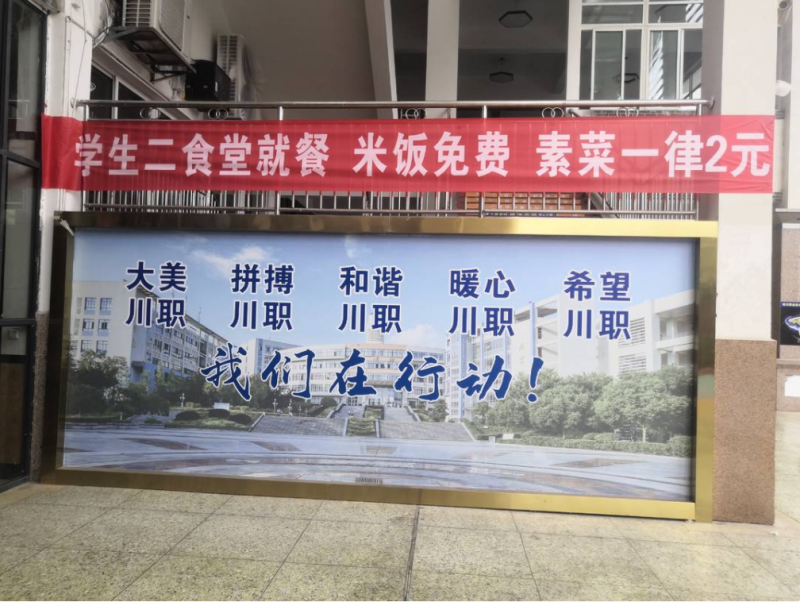 学生二食堂就餐 米饭免费 素菜一律2元
大美 拼搏 和谐 暖心 希望
川职 川职 川职 川职 川职
我们在行动!